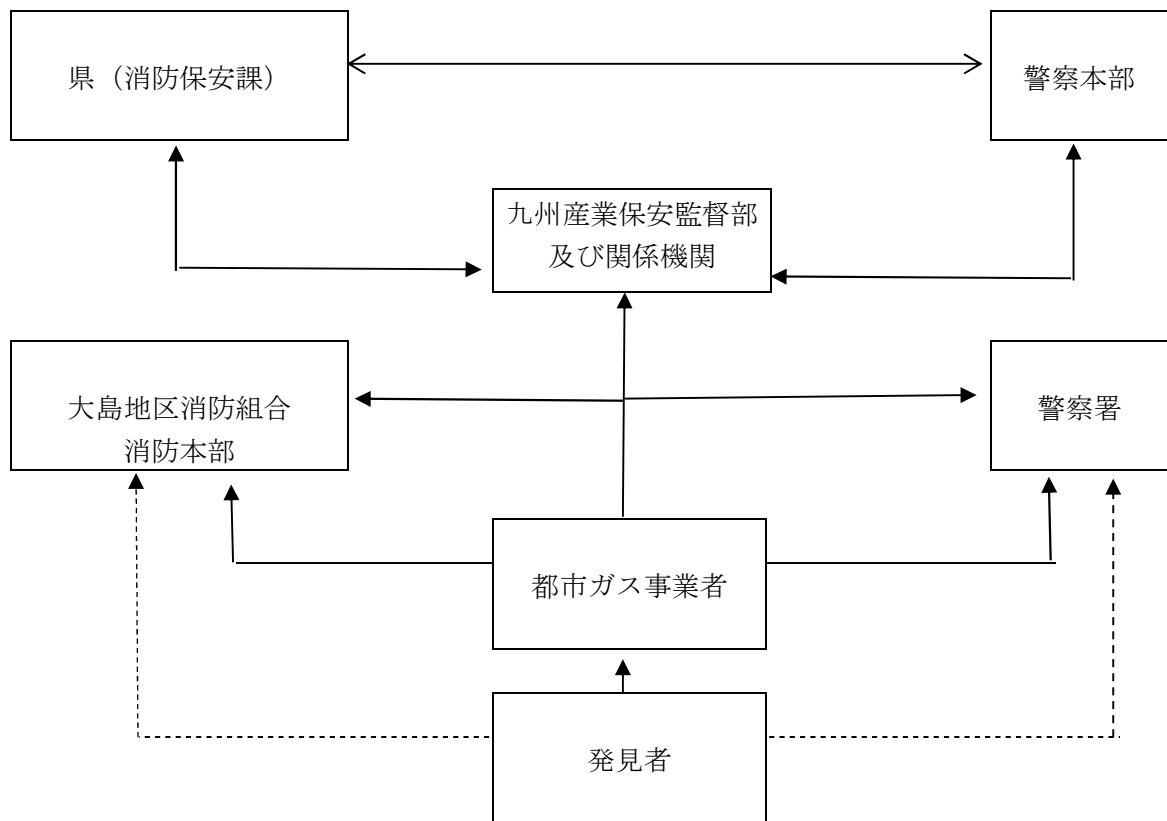 県（消防保安課）
警察本部
九州産業保安監督部
及び関係機関
大島地区消防組合
消防本部
警察署
都市ガス事業者
発見者